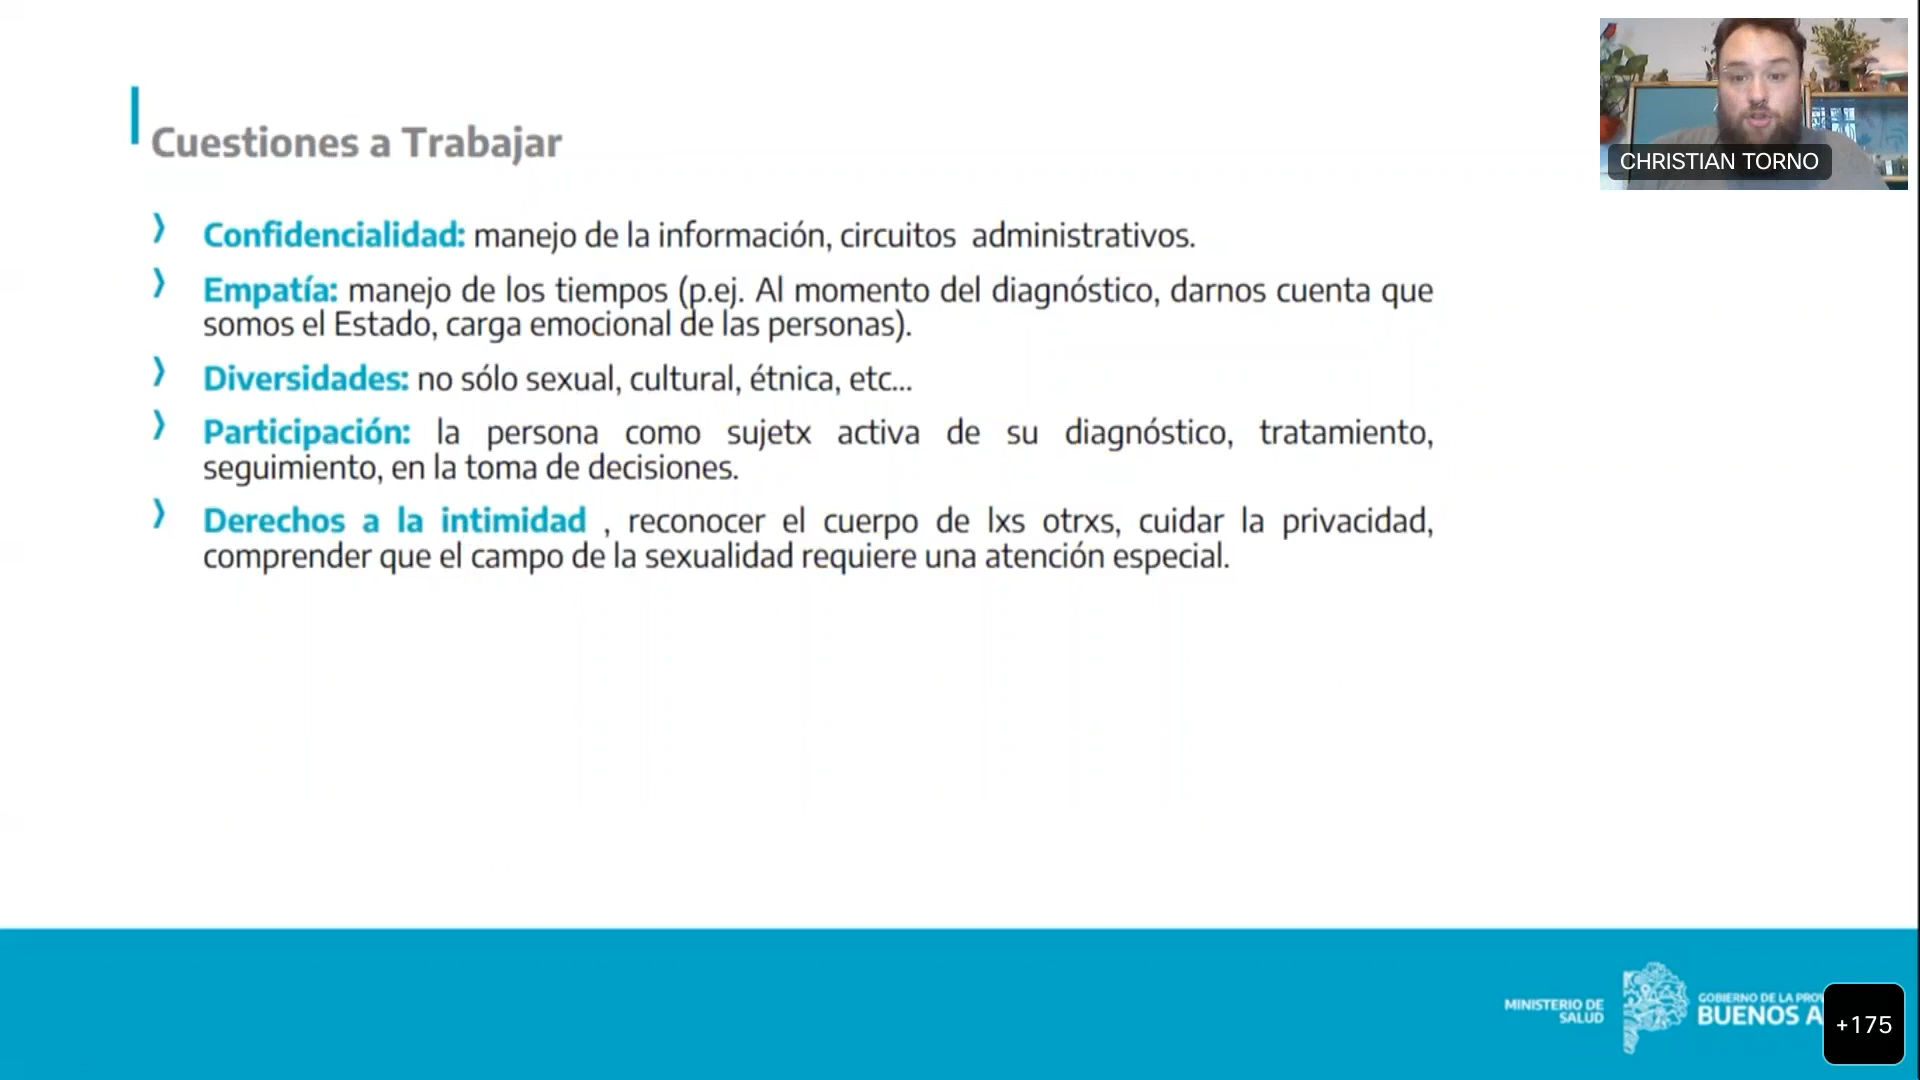 Cuestiones a Trabajar
Confidencialidad: manejo de la información, circuitos administrativos.
Empatía: manejo de los tiempos (p.ej. Al momento del diagnóstico, darnos cuenta que
somos el Estado, carga emocional de las personas).
Diversidades: no sólo sexual, cultural, étnica, etc...
Participación: la persona como sujetx activa de su diagnóstico, tratamiento,
seguimiento, en la toma de decisiones.
Derechos a la intimidad , reconocer el cuerpo de lxs otrxs, cuidar la privacidad,
comprender que el campo de la sexualidad requiere una atención especial.
CHRISTIAN TORNO
MINISTERIO DE
SALUD
GOBIERNO DE LA
BUENOS
+175